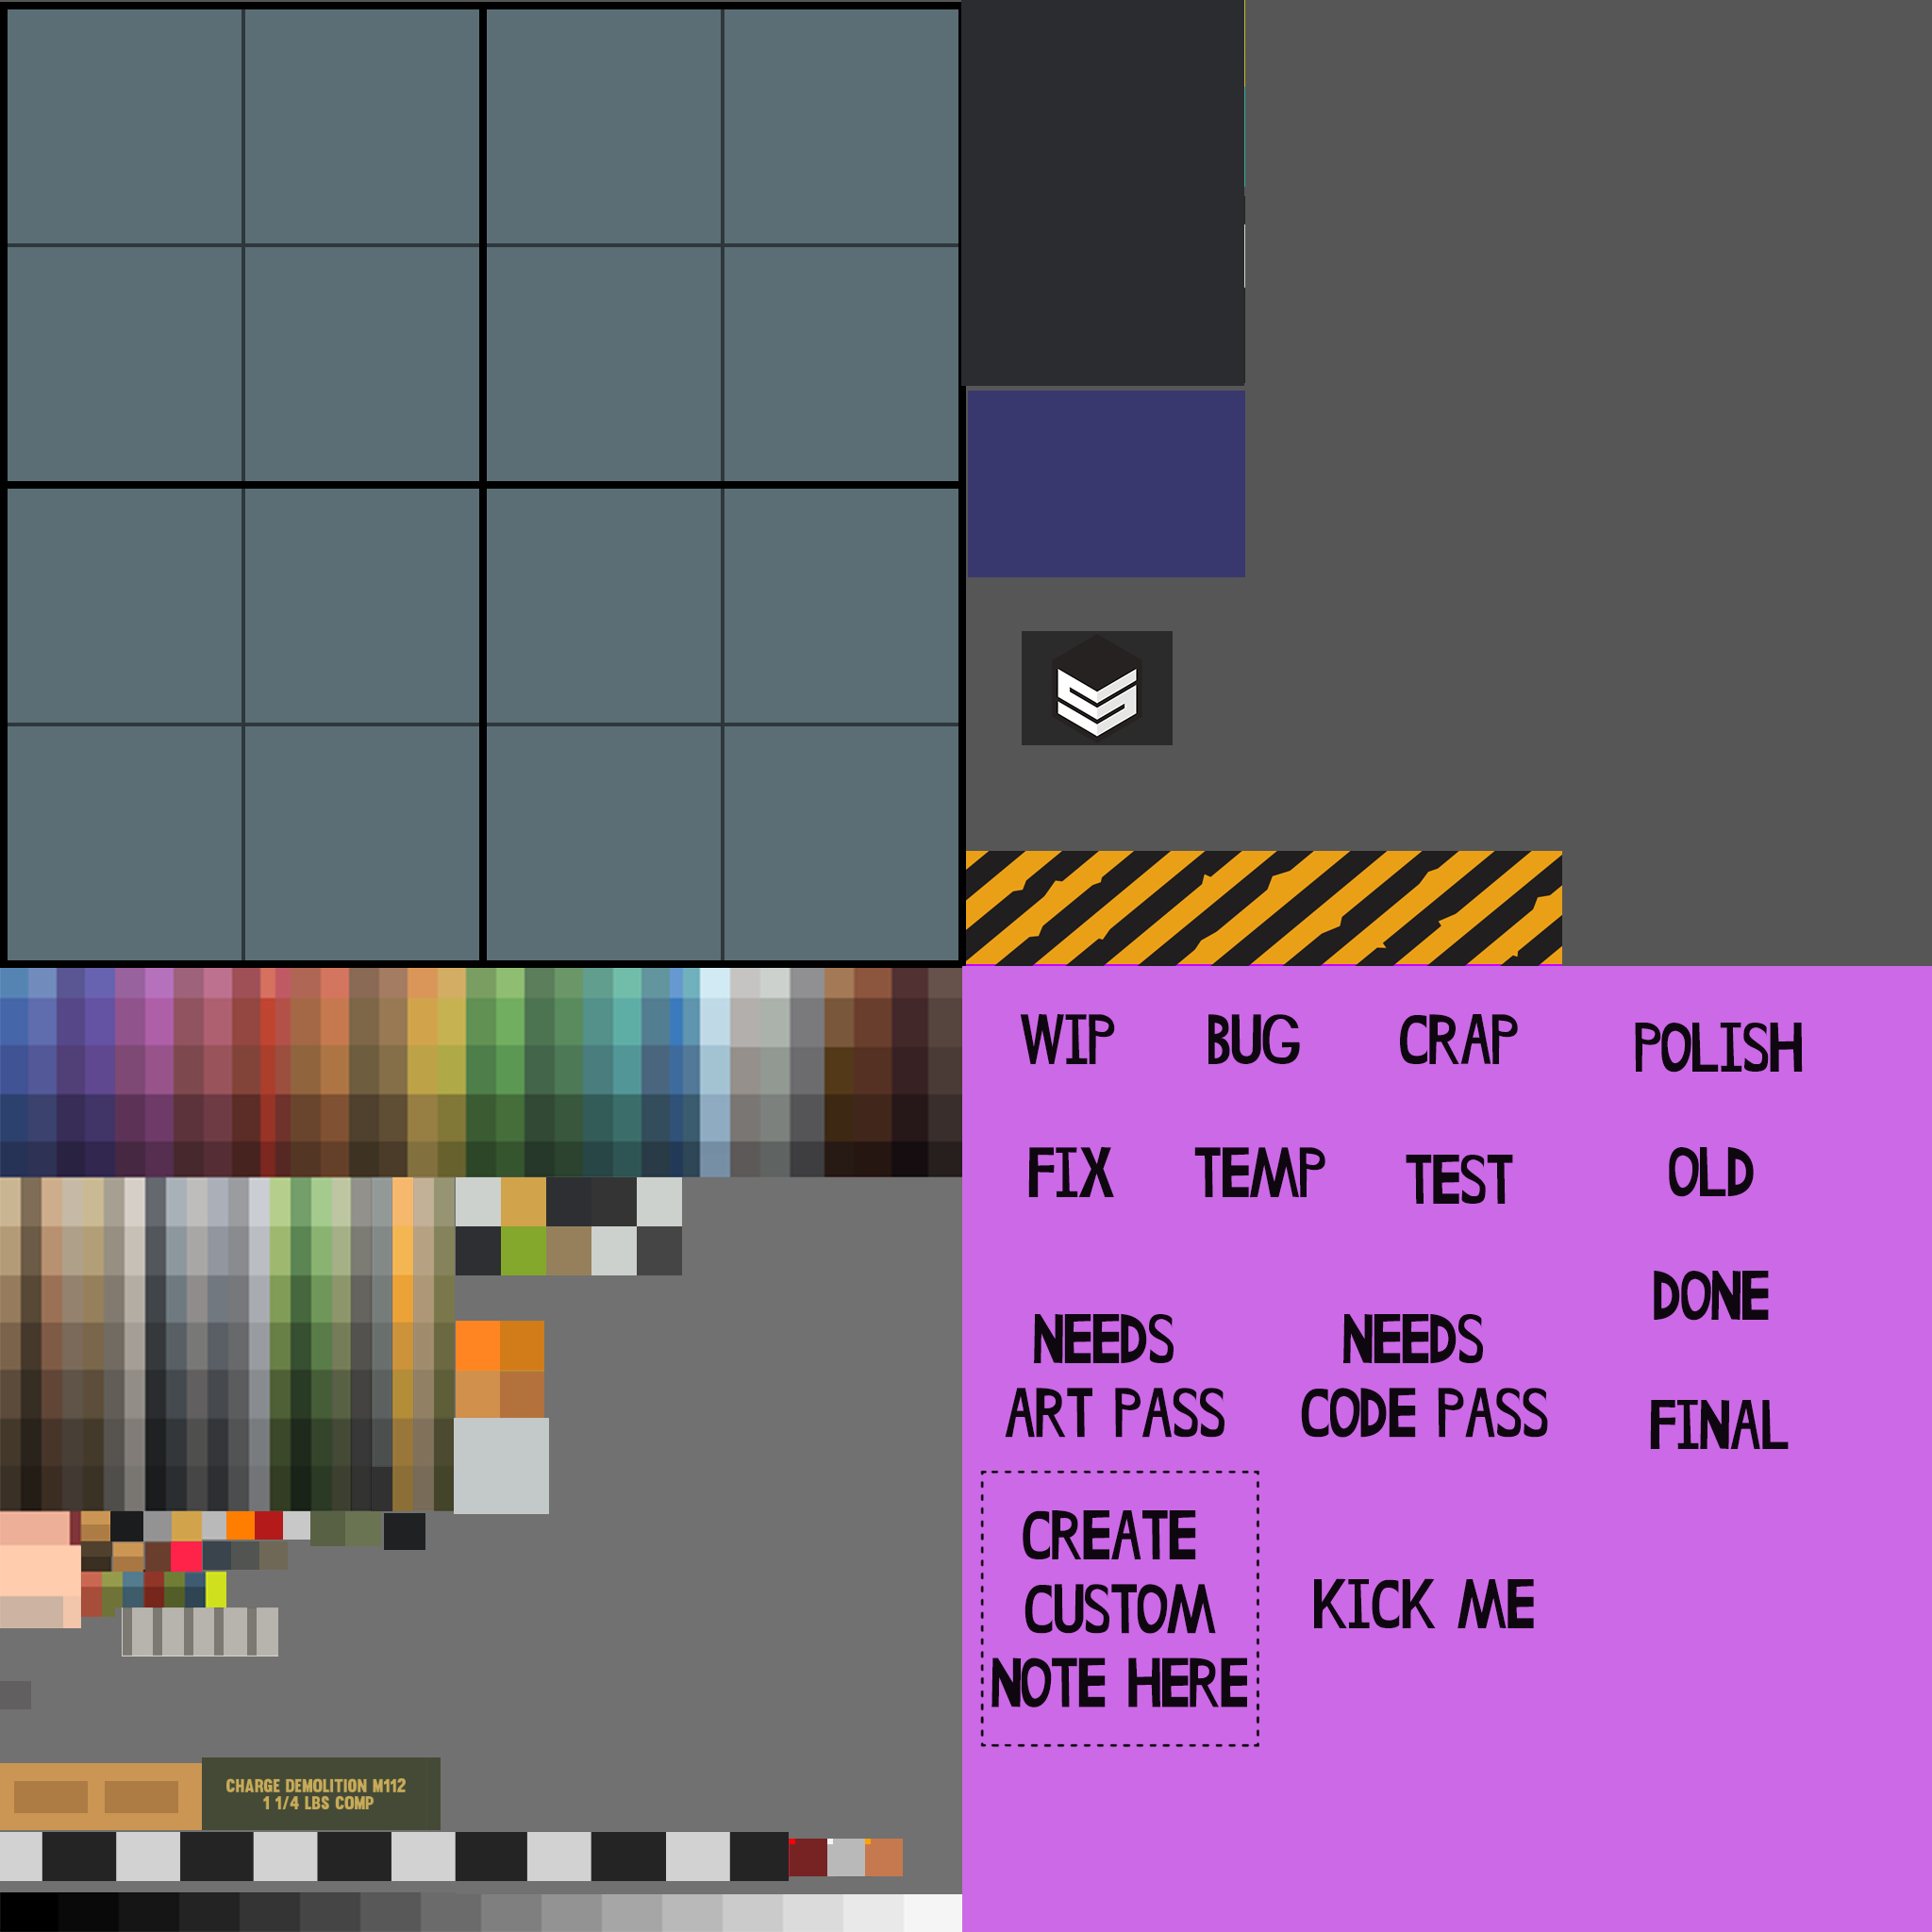 WIP
BUG
CRAP
POLISH
FIX
TEMP
TEST
OLD
DONE
NEEDS
ART PASS
NEEDS
CODE PASS
FINAL
CREATE
CUSTOM
NOTE HERE
KICK ME
CHARGE DEMOLITION M112
1 1/4 LBS COMP